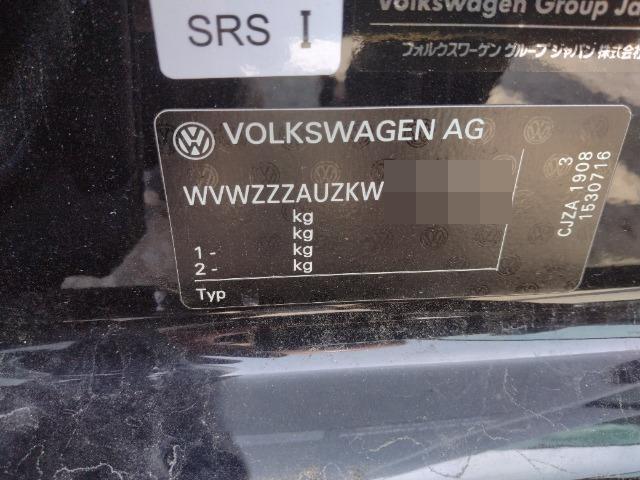 SRS I
Volkswagen Group Ja
フォルクスワーゲン グループ ジャパン 株式会社
VOLKSWAGEN AG
WVWZZZAUZKW
kg
kg
1 - kg
2 - kg
Typ
3
CJZA 1908
1530716